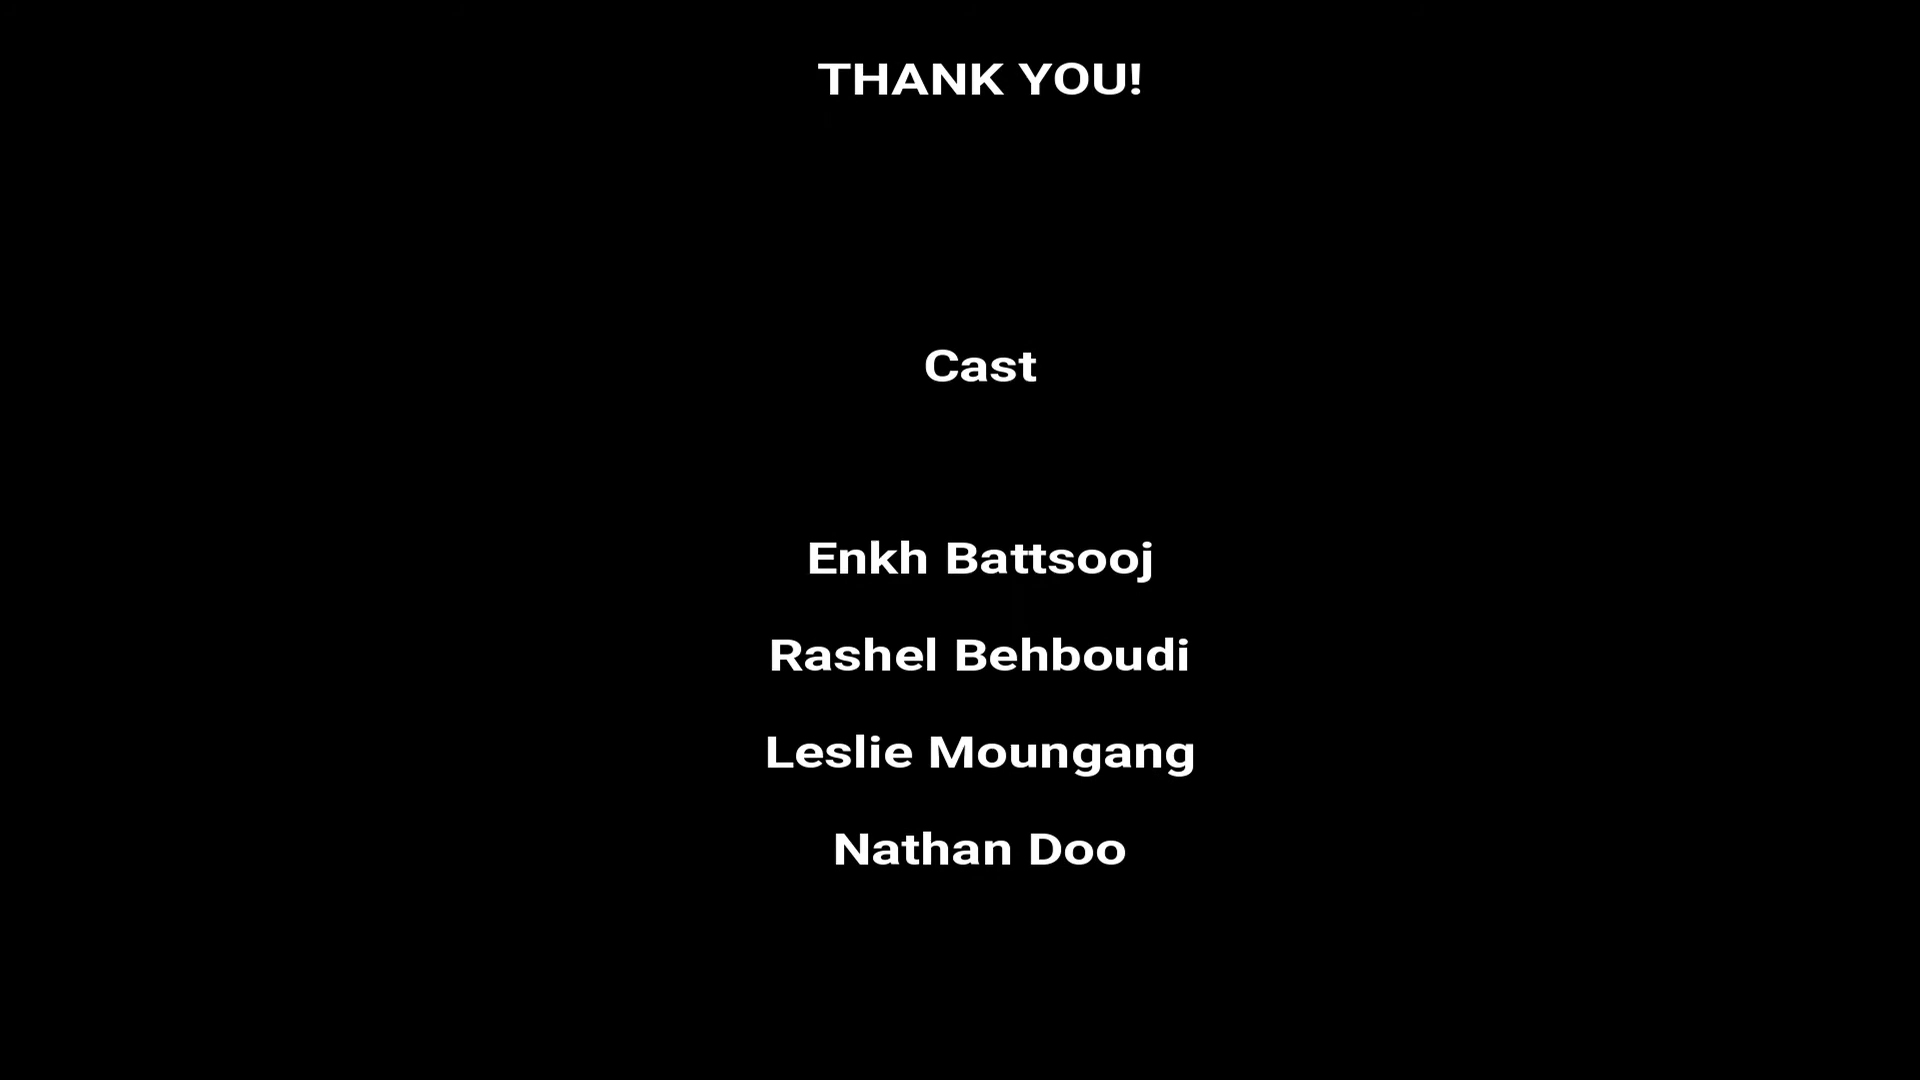 THANK YOU!
Cast
Enkh Battsooj
Rashel Behboudi
Leslie Moungang
Nathan Doo